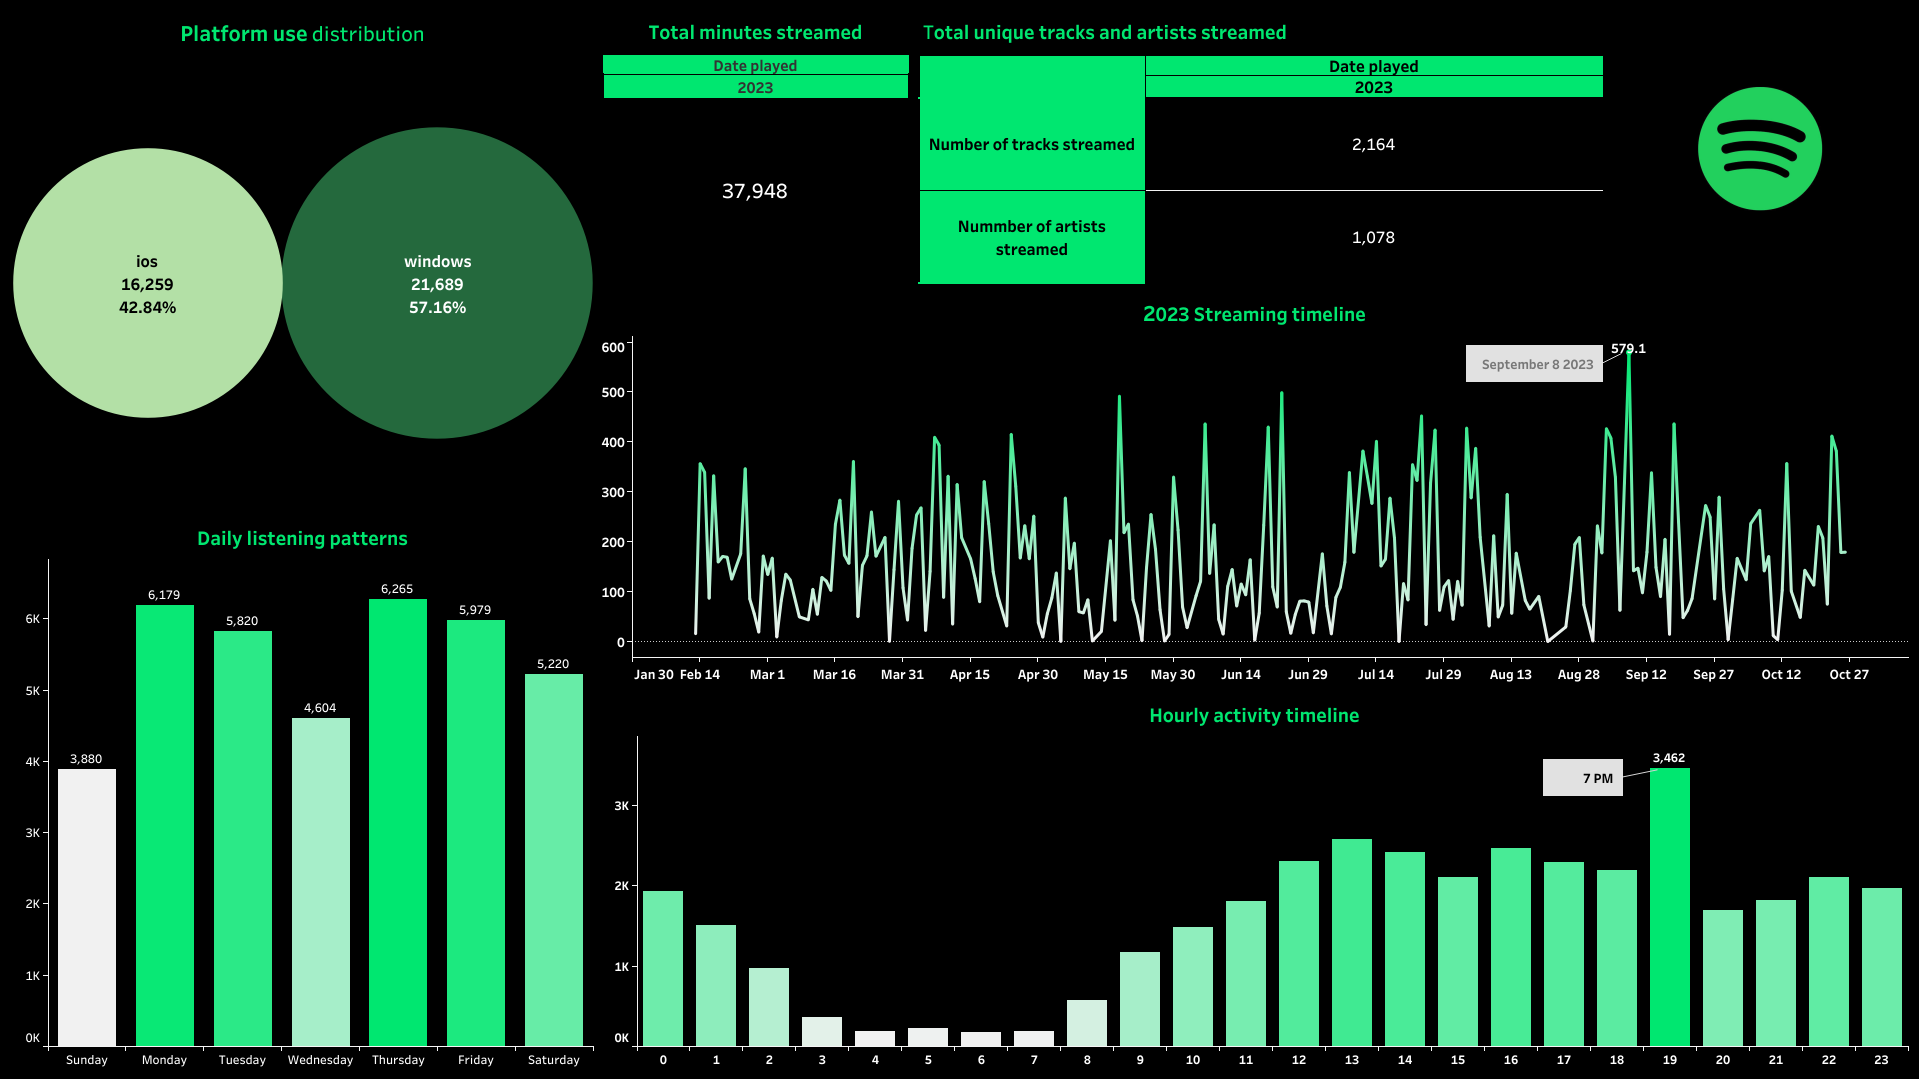 Platform use distribution
ios
16,259
42.84%
windows
21,689
57.16%
Total minutes streamed
Date played
2023
37,948
Total unique tracks and artists streamed
Date played
2023
Number of tracks streamed
2,164
Nummber of artists
streamed
1,078
2023 Streaming timeline
600
500
400
300
200
100
0
September 8 2023
579.1
Jan 30 Feb 14 Mar 1 Mar 16 Mar 31 Apr 15 Apr 30 May 15 May 30 Jun 14 Jun 29 Jul 14 Jul 29 Aug 13 Aug 28 Sep 12 Sep 27 Oct 12 Oct 27
Daily listening patterns
6K
5K
4K
3K
2K
1K
0K
3,880
6,179
5,820
4,604
6,265
5,979
5,220
Sunday Monday Tuesday Wednesday Thursday Friday Saturday
Hourly activity timeline
3K
2K
1K
0K
7 PM
3,462
0 1 2 3 4 5 6 7 8 9 10 11 12 13 14 15 16 17 18 19 20 21 22 23